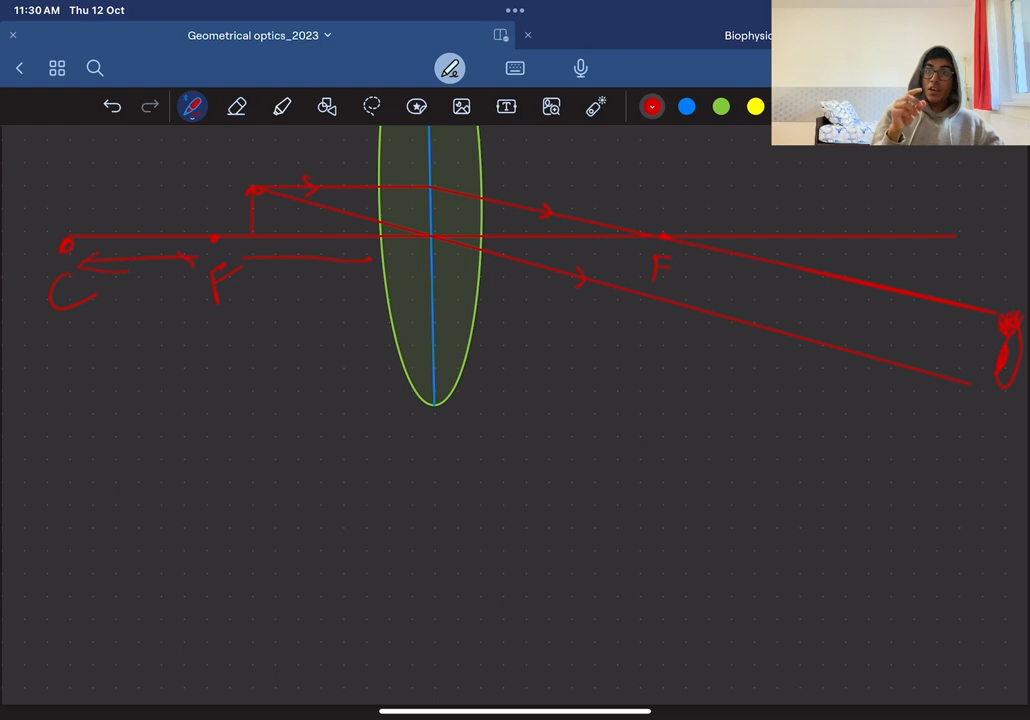 11:30 AM Thu 12 Oct
Geometrical optics_2023
Biophysic
C
F
F